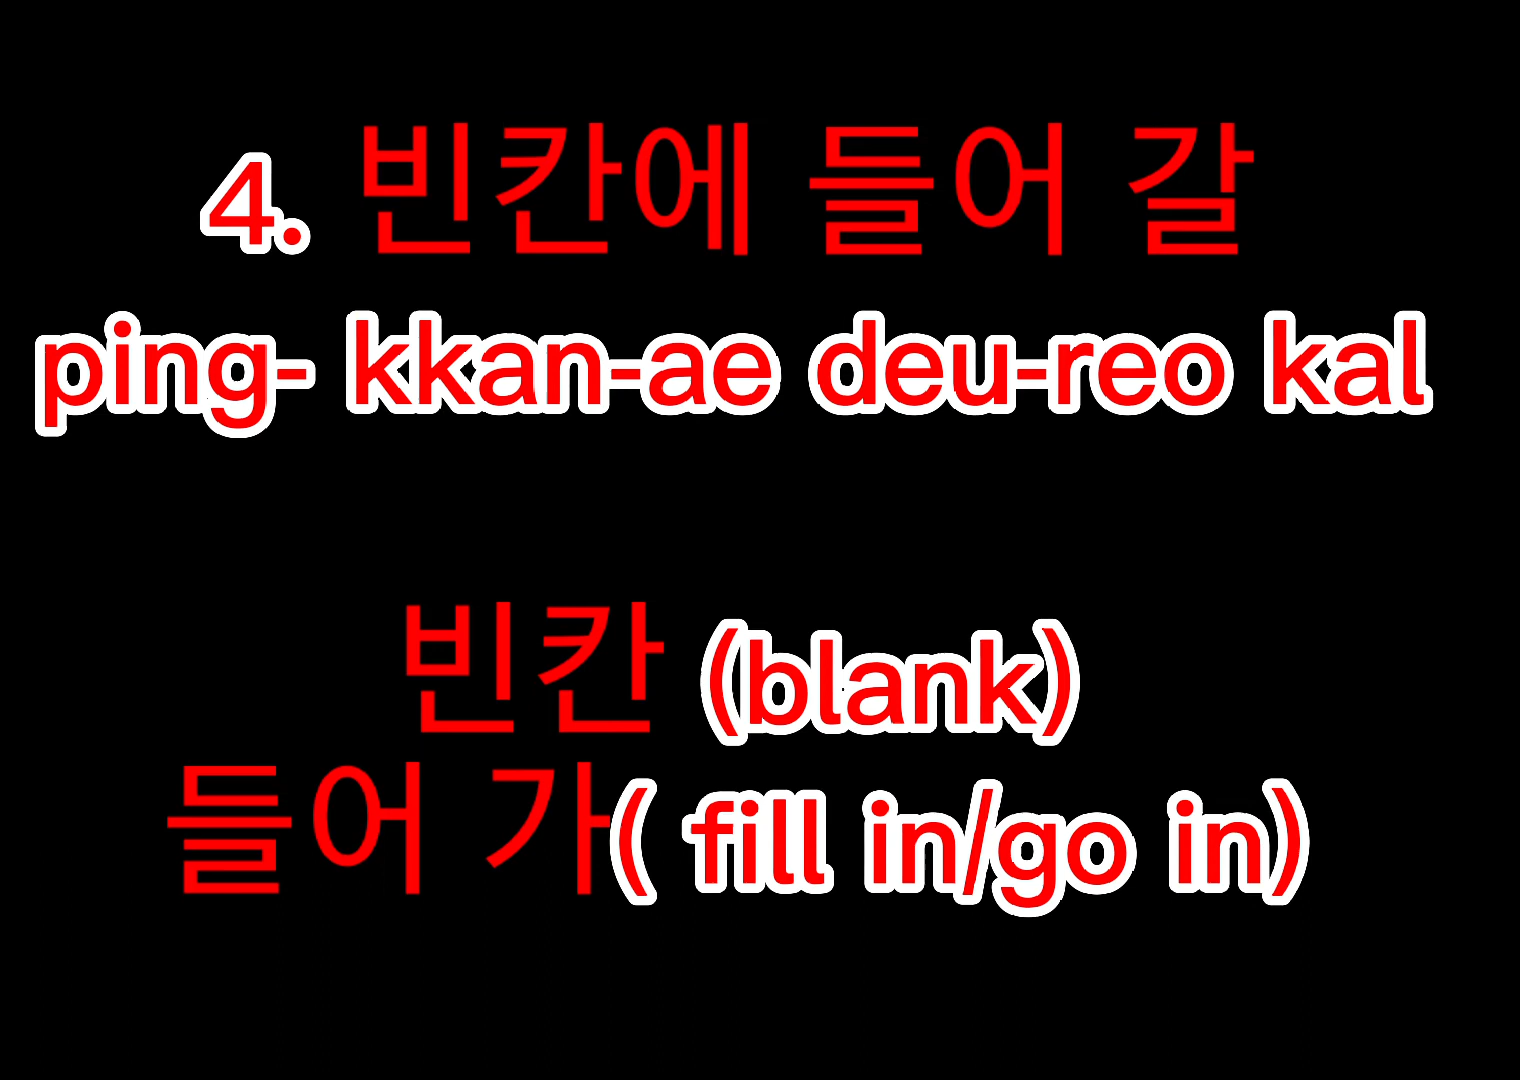 4. 빈칸에 들어 갈
ping- kkan-ae deu-reo kal
빈칸 (blank)
들어 가( fill in/go in)